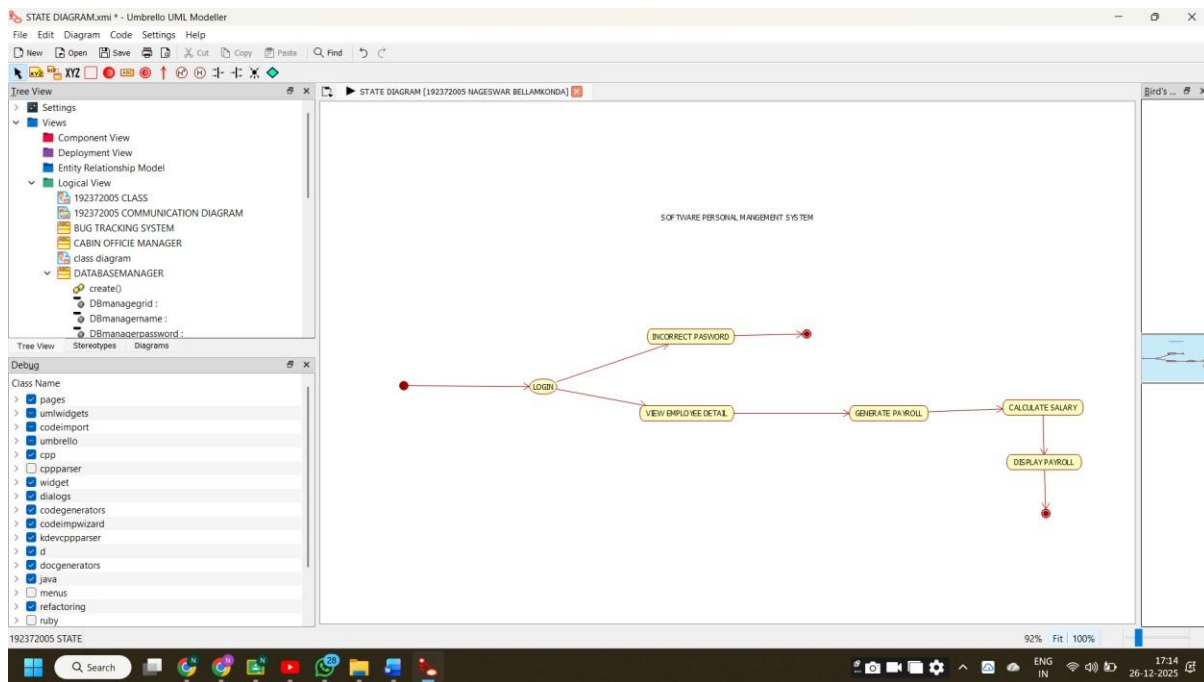 STATE DIAGRAM.xmi * - Umbrello UML Modeller
File Edit Diagram Code Settings Help
New Open Save Cut Copy Paste Find
XYZ XYZ ABC H* H
Tree View
STATE DIAGRAM [192372005 NAGESWAR BELLAMKONDA]
Bird's ...
Settings
Views
Component View
Deployment View
Entity Relationship Model
Logical View
192372005 CLASS
192372005 COMMUNICATION DIAGRAM
BUG TRACKING SYSTEM
CABIN OFFICIE MANAGER
class diagram
DATABASEMANAGER
create()
DBmanagegrid :
DBmanagername :
DBmanagerpassword :
Tree View Stereotypes Diagrams
Debug
Class Name
pages
umlwidgets
codeimport
umbrello
cpp
cppparser
widget
dialogs
codegenerators
codeimpwizard
kdevcppparser
d
docgenerators
java
menus
refactoring
ruby
SOFTWARE PERSONAL MANGEMENT SYSTEM
INCORRECT PASWORD
LOGIN
VIEW EMPLOYEE DETAIL
GENERATE PAYROLL
CALCULATE SALARY
DISPLAY PAYROLL
192372005 STATE
92% Fit 100%
Search
28
ENG
IN
17:14
26-12-2025